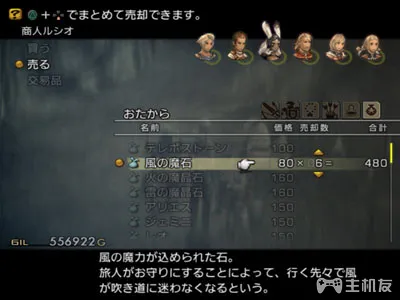 でまとめて売却できます。
商人ルシオ
買う
売る
交易品
おたから
名前 価格 売却数 合計
テレポストーン 100
風の魔石 80× 6= 480
火の魔晶石 160
雷の魔晶石 160
アリエス 150
ジェミニ 150
レオ
GIL 556922G
風の魔力が込められた石。
旅人がお守りにすることによって、行く先々で風
が吹き道に迷わなくなるという。
主机友